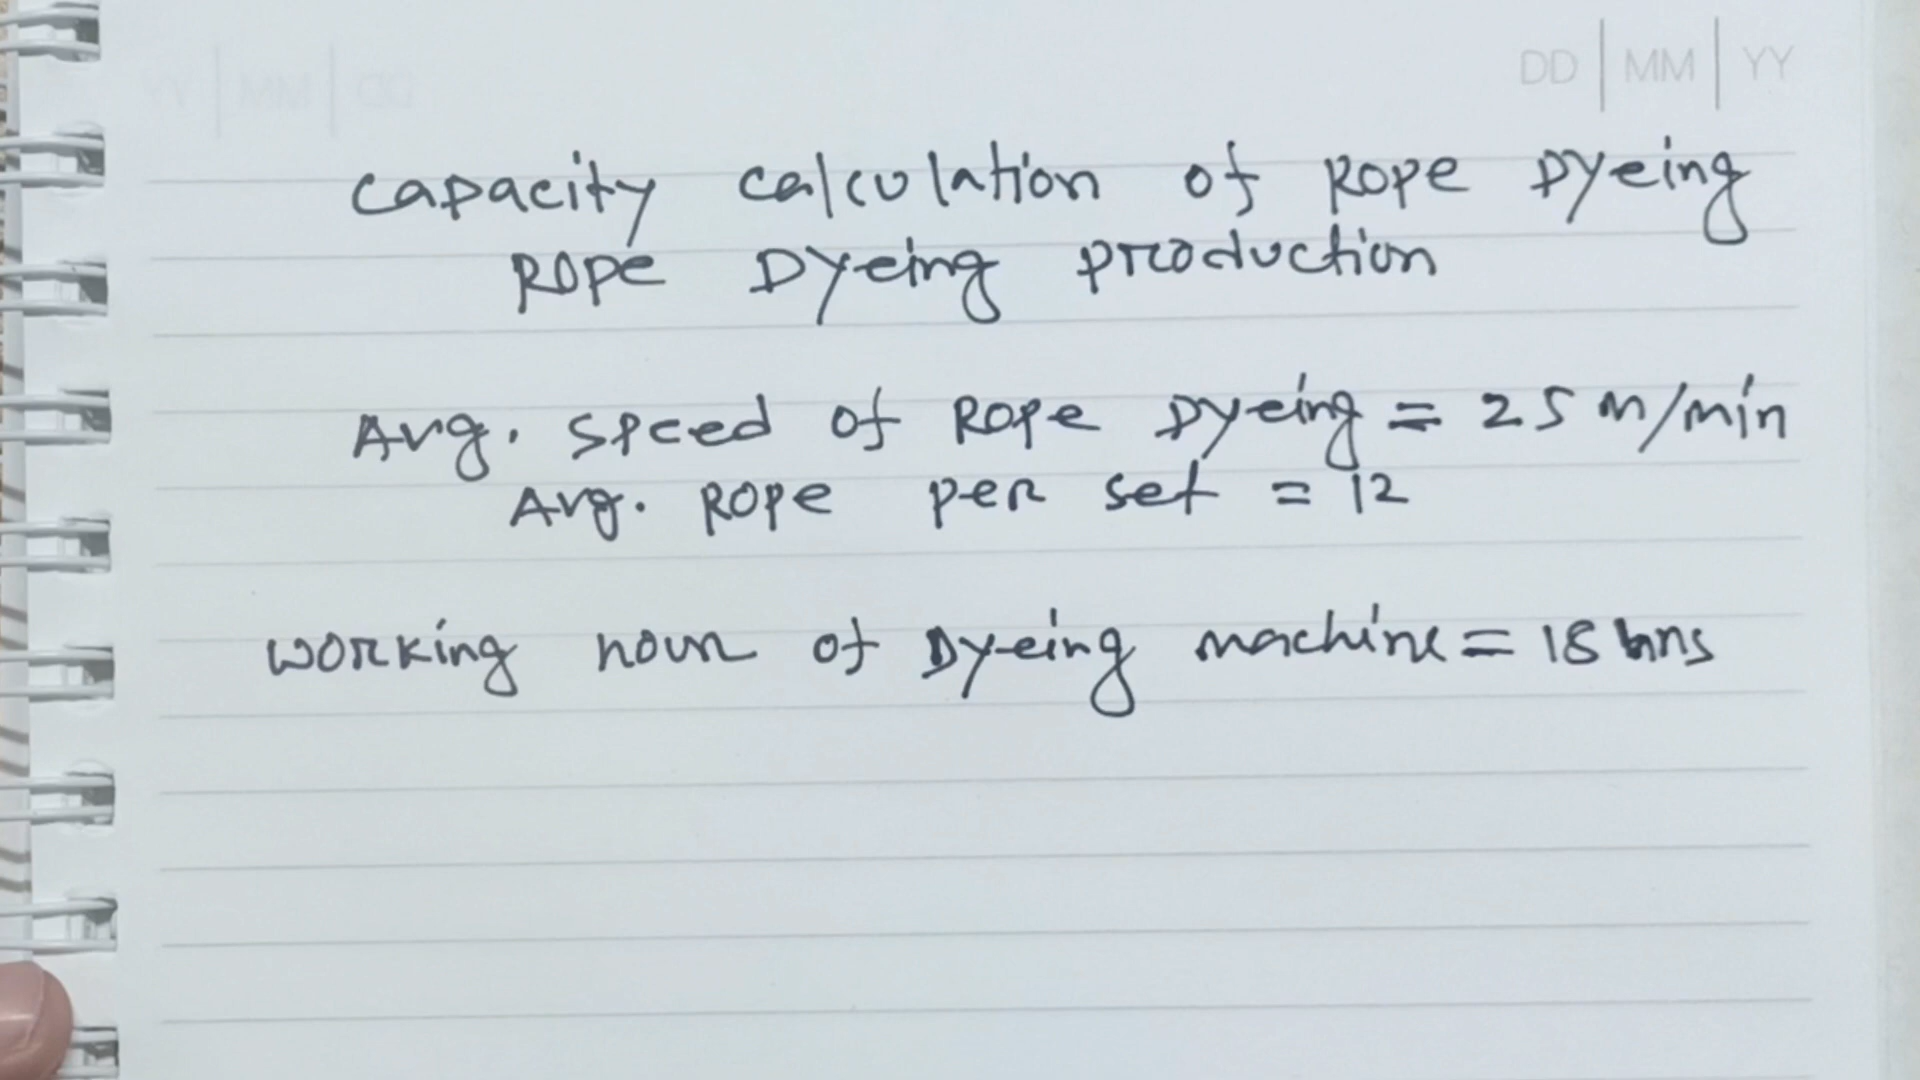 DD | MM | YY
Capacity calculation of Rope Dyeing
Rope Dyeing production
Avg. speed of Rope Dyeing = 25 m/min
Avg. Rope per set = 12
working hour of Dyeing machine = 18 hrs